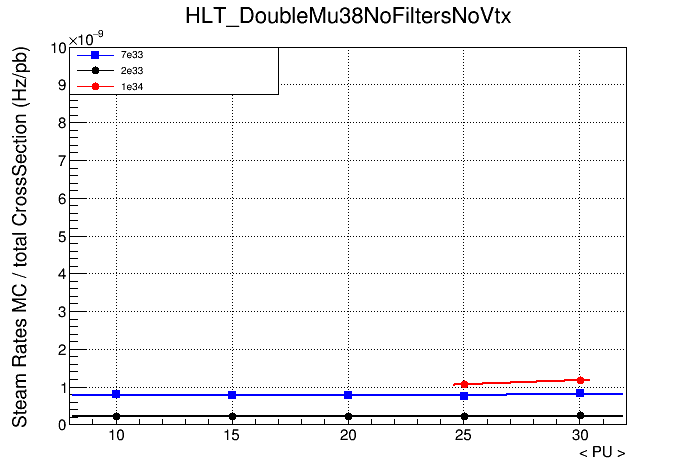 HLT_DoubleMu38NoFiltersNoVtx
×10⁻⁹
Steam Rates MC / total CrossSection (Hz/pb)
10
9
8
7
6
5
4
3
2
1
0
7e33
2e33
1e34
10 15 20 25 30
< PU >